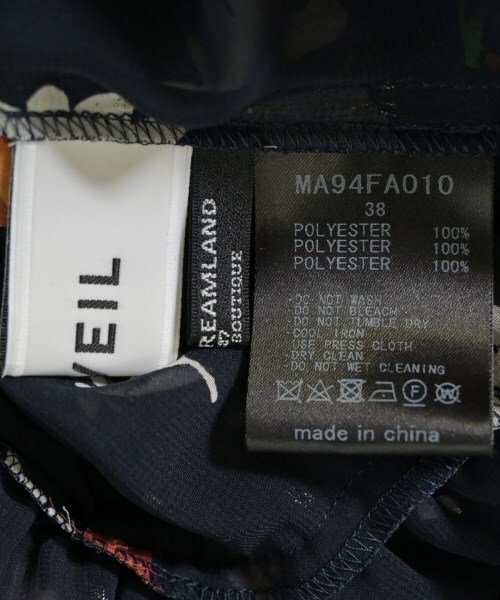 VEIL
REAMLAND
BOUTIQUE
MA94FA010
38
POLYESTER 100%
POLYESTER 100%
POLYESTER 100%
-DO NOT WASH
-DO NOT BLEACH
-DO NOT TUMBLE DRY
-COOL IRON
USE PRESS CLOTH
-DRY CLEAN
-DO NOT WET CLEANING
F
W
made in china